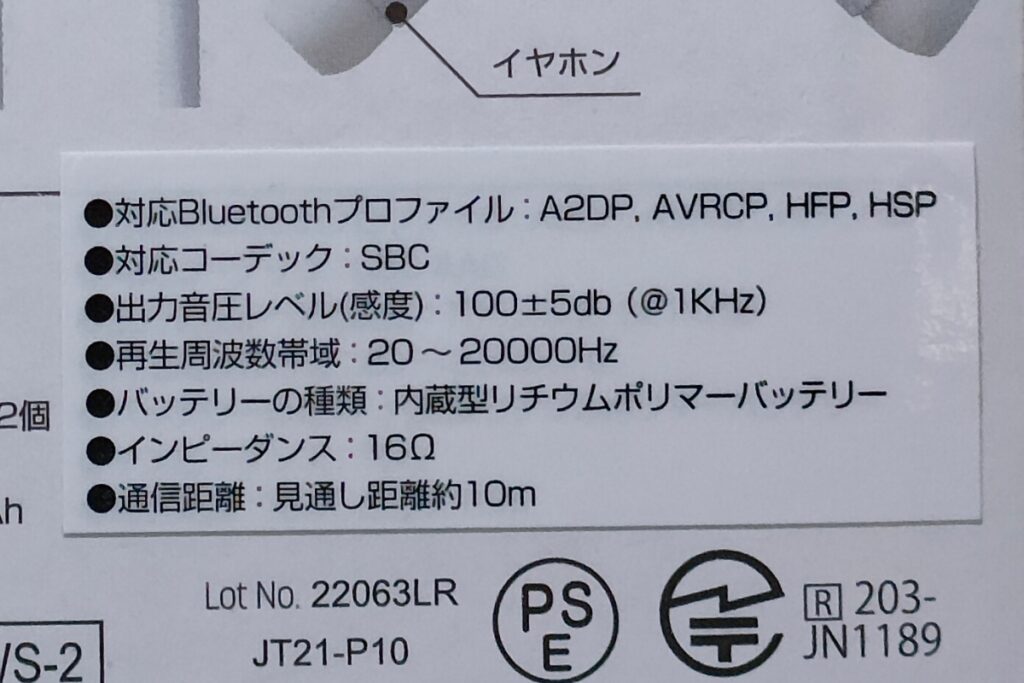 イヤホン
●対応Bluetoothプロファイル：A2DP, AVRCP, HFP, HSP
●対応コーデック：SBC
●出力音圧レベル(感度)：100±5db（@1KHz）
●再生周波数帯域：20～20000Hz
●バッテリーの種類：内蔵型リチウムポリマーバッテリー
2個
●インピーダンス：16Ω
●通信距離：見通し距離約10m
Ah
Lot No. 22063LR
JT21-P10
PS
E
R 203-
JN1189
WS-2